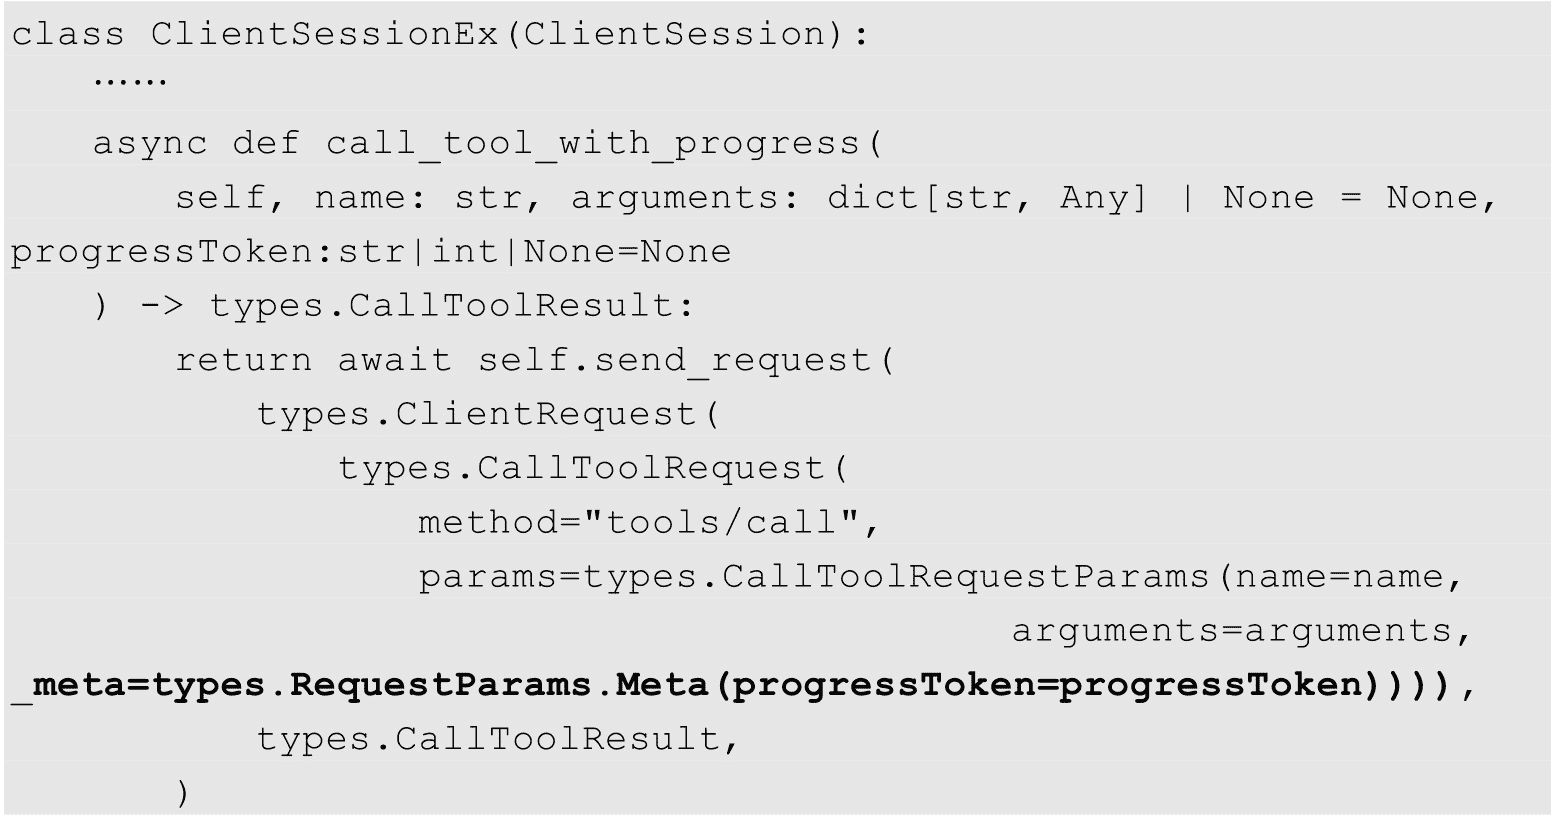 class ClientSessionEx(ClientSession):
    ……
    async def call_tool_with_progress(
        self, name: str, arguments: dict[str, Any] | None = None,
progressToken:str|int|None=None
    ) -> types.CallToolResult:
        return await self.send_request(
            types.ClientRequest(
                types.CallToolRequest(
                    method="tools/call",
                    params=types.CallToolRequestParams(name=name,
                                                 arguments=arguments,
_meta=types.RequestParams.Meta(progressToken=progressToken)))),
            types.CallToolResult,
        )